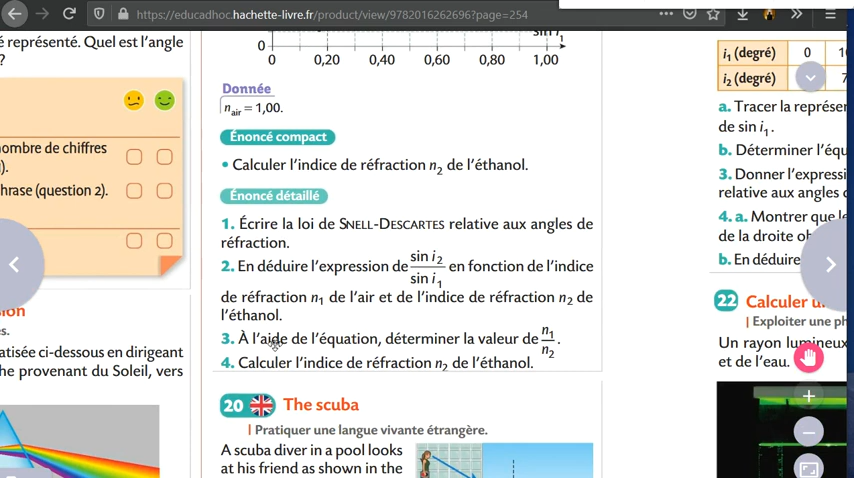 https://educadhoc.hachette-livre.fr/product/view/9782016262696?page=254
é représenté. Quel est l'angle
?
ombre de chiffres
).
hrase (question 2).
sion
s.
atisée ci-dessous en dirigeant
he provenant du Soleil, vers
sin i1
0
0 0,20 0,40 0,60 0,80 1,00
Donnée
nair = 1,00.
Énoncé compact
• Calculer l'indice de réfraction n2 de l'éthanol.
Énoncé détaillé
1. Écrire la loi de SNELL-DESCARTES relative aux angles de
réfraction.
2. En déduire l'expression de sin i2 / sin i1 en fonction de l'indice
de réfraction n1 de l'air et de l'indice de réfraction n2 de
l'éthanol.
3. À l'aide de l'équation, déterminer la valeur de n1 / n2.
4. Calculer l'indice de réfraction n2 de l'éthanol.
20 The scuba
| Pratiquer une langue vivante étrangère.
A scuba diver in a pool looks
at his friend as shown in the
i1 (degré) 0 1
i2 (degré) 7
a. Tracer la représe
de sin i1.
b. Déterminer l'équ
3. Donner l'expressi
relative aux angles
4. a. Montrer que l
de la droite o
b. En déduire
22 Calculer u
| Exploiter une ph
Un rayon lumineux
et de l'eau.